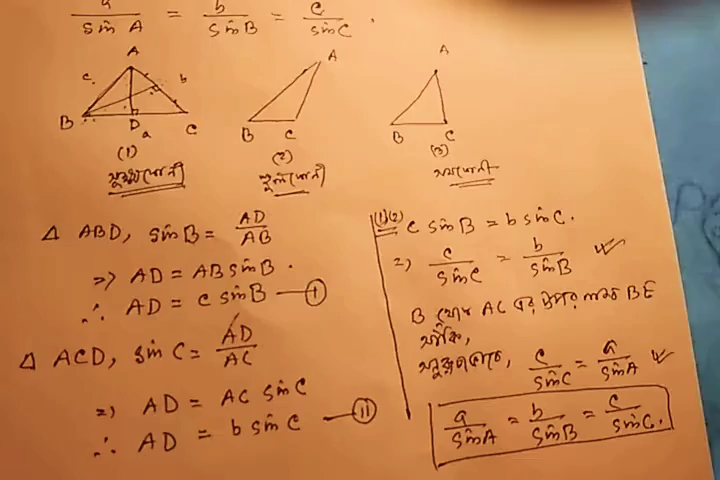 a/sin A = b/sin B = c/sin C.
A A A
c b
B D a C B C B C
(1) (2) (3)
সূক্ষ্মকোণী স্থূলকোণী সমকোণী
Δ ABD, sin B = AD/AB
=> AD = AB sin B.
∴ AD = c sin B — (I)
Δ ACD, sin C = AD/AC
=> AD = AC sin C
∴ AD = b sin C — (II)
(1)(2) c sin B = b sin C.
=> c/sin C = b/sin B
B থেকে AC এর উপর লম্ব BE
আঁকি,
অনুরূপভাবে, c/sin C = a/sin A
a/sin A = b/sin B = c/sin C.